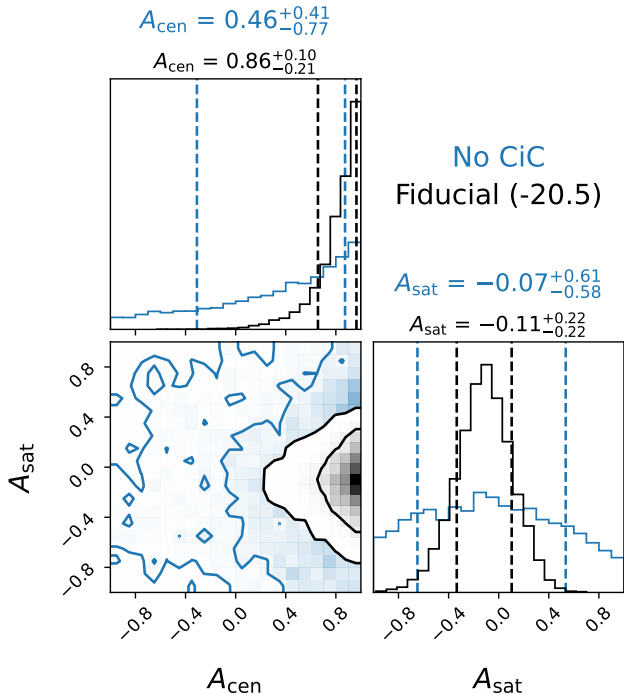 A_cen = 0.46^{+0.41}_{−0.77}
A_cen = 0.86^{+0.10}_{−0.21}
No CiC
Fiducial (-20.5)
A_sat = −0.07^{+0.61}_{−0.58}
A_sat = −0.11^{+0.22}_{−0.22}
0.8
0.4
0.0
−0.4
−0.8
A_sat
−0.8 −0.4 0.0 0.4 0.8
−0.8 −0.4 0.0 0.4 0.8
A_cen
A_sat